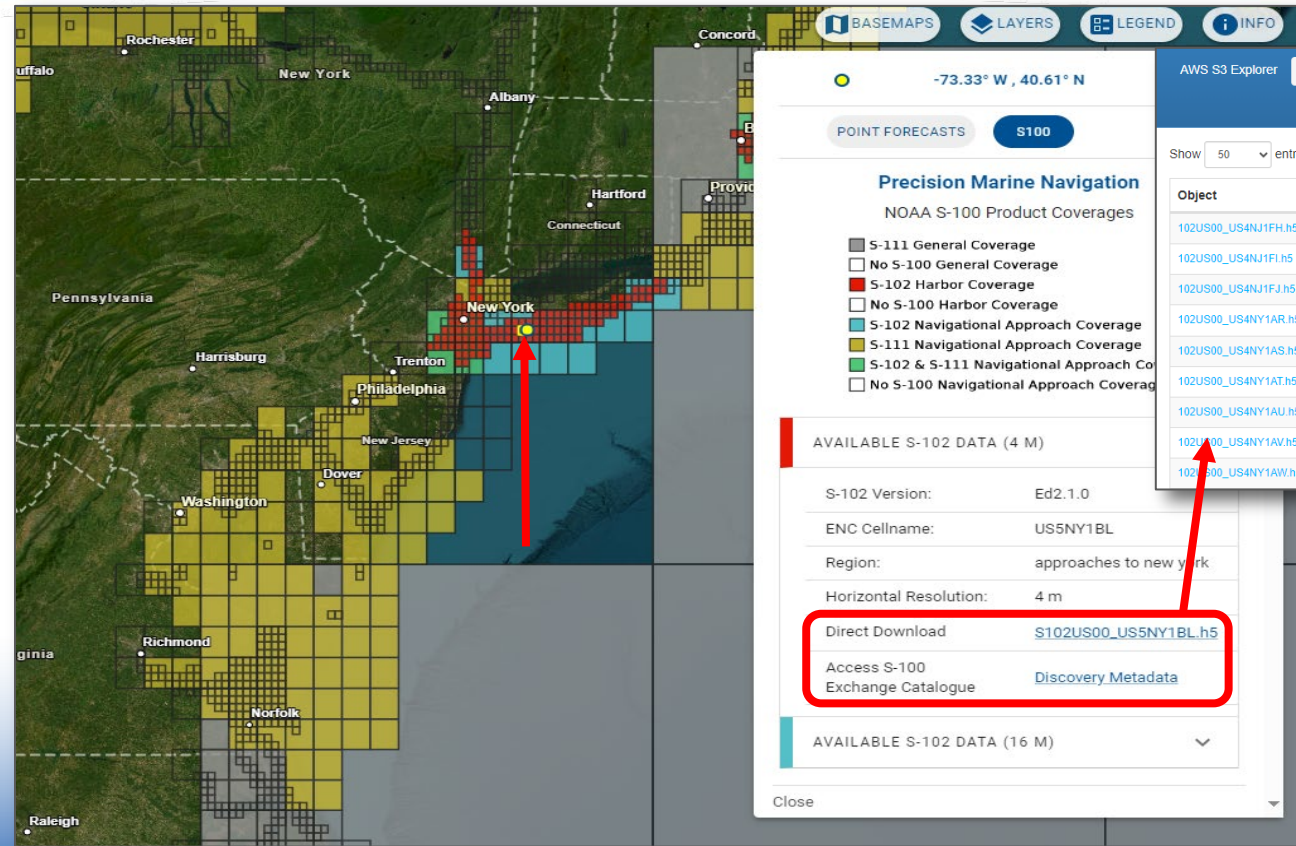 BASEMAPS
LAYERS
LEGEND
INFO
Rochester
Concord
uffalo
New York
Albany
B
Hartford
Provid
Connecticut
Pennsylvania
New York
Harrisburg
Trenton
Philadelphia
New Jersey
Dover
Washington
Richmond
ginia
Norfolk
Raleigh
-73.33° W , 40.61° N
POINT FORECASTS
S100
Precision Marine Navigation
NOAA S-100 Product Coverages
S-111 General Coverage
No S-100 General Coverage
S-102 Harbor Coverage
No S-100 Harbor Coverage
S-102 Navigational Approach Coverage
S-111 Navigational Approach Coverage
S-102 & S-111 Navigational Approach Co
No S-100 Navigational Approach Coverag
AVAILABLE S-102 DATA (4 M)
S-102 Version: Ed2.1.0
ENC Cellname: US5NY1BL
Region: approaches to new york
Horizontal Resolution: 4 m
Direct Download S102US00_US5NY1BL.h5
Access S-100
Exchange Catalogue Discovery Metadata
AVAILABLE S-102 DATA (16 M)
Close
AWS S3 Explorer
Show 50 entr
Object
102US00_US4NJ1FH.h5
102US00_US4NJ1FI.h5
102US00_US4NJ1FJ.h5
102US00_US4NY1AR.h5
102US00_US4NY1AS.h5
102US00_US4NY1AT.h5
102US00_US4NY1AU.h5
102US00_US4NY1AV.h5
102US00_US4NY1AW.h